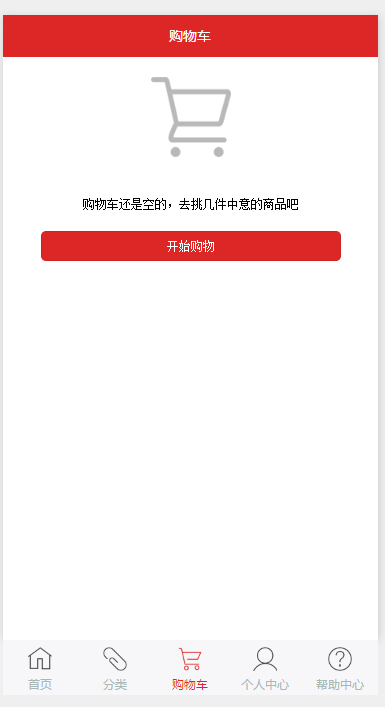 购物车
购物车还是空的，去挑几件中意的商品吧
开始购物
首页
分类
购物车
个人中心
帮助中心